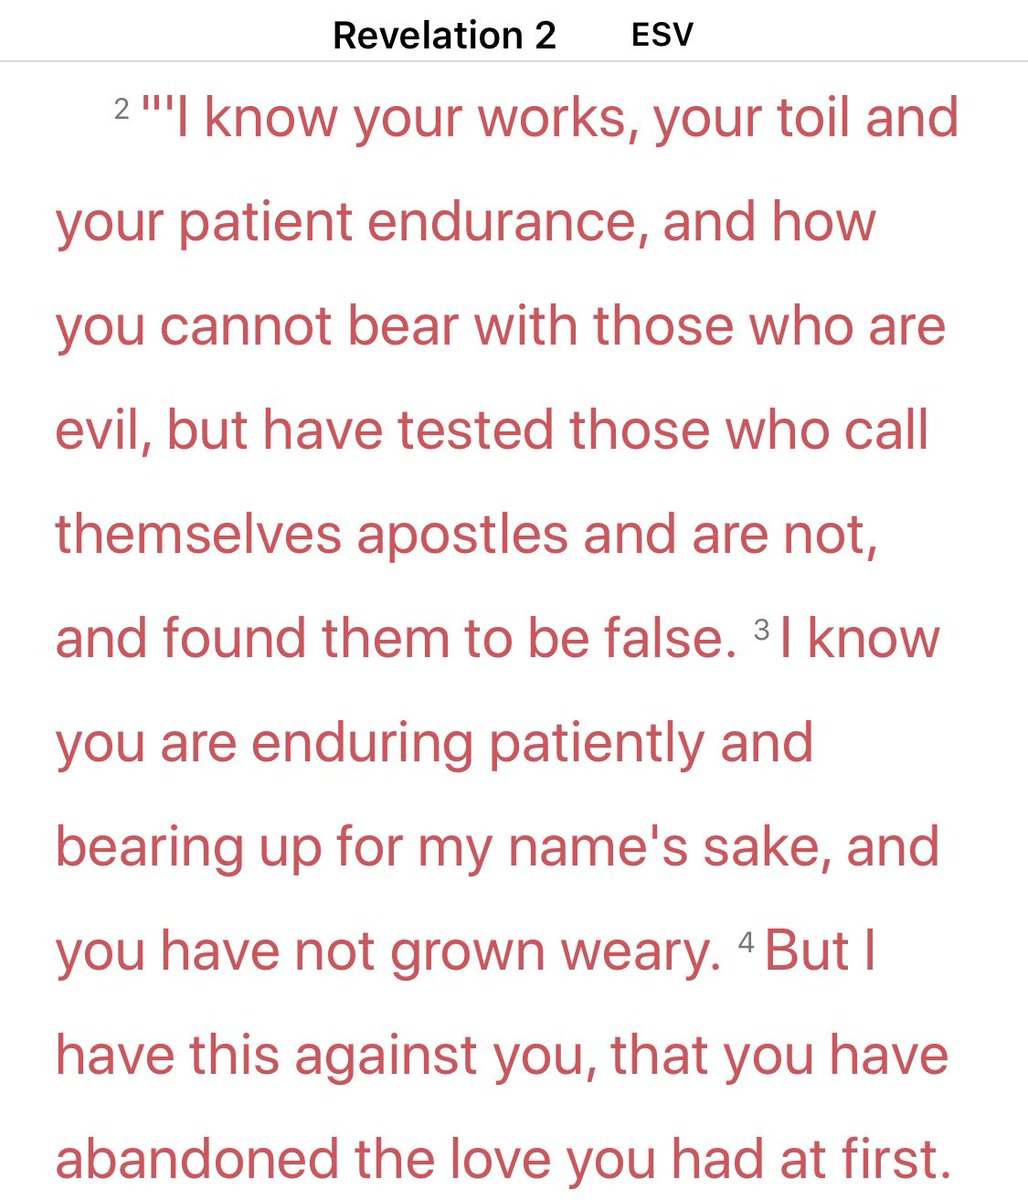 Revelation 2 ESV
2 "'I know your works, your toil and
your patient endurance, and how
you cannot bear with those who are
evil, but have tested those who call
themselves apostles and are not,
and found them to be false. 3 I know
you are enduring patiently and
bearing up for my name's sake, and
you have not grown weary. 4 But I
have this against you, that you have
abandoned the love you had at first.